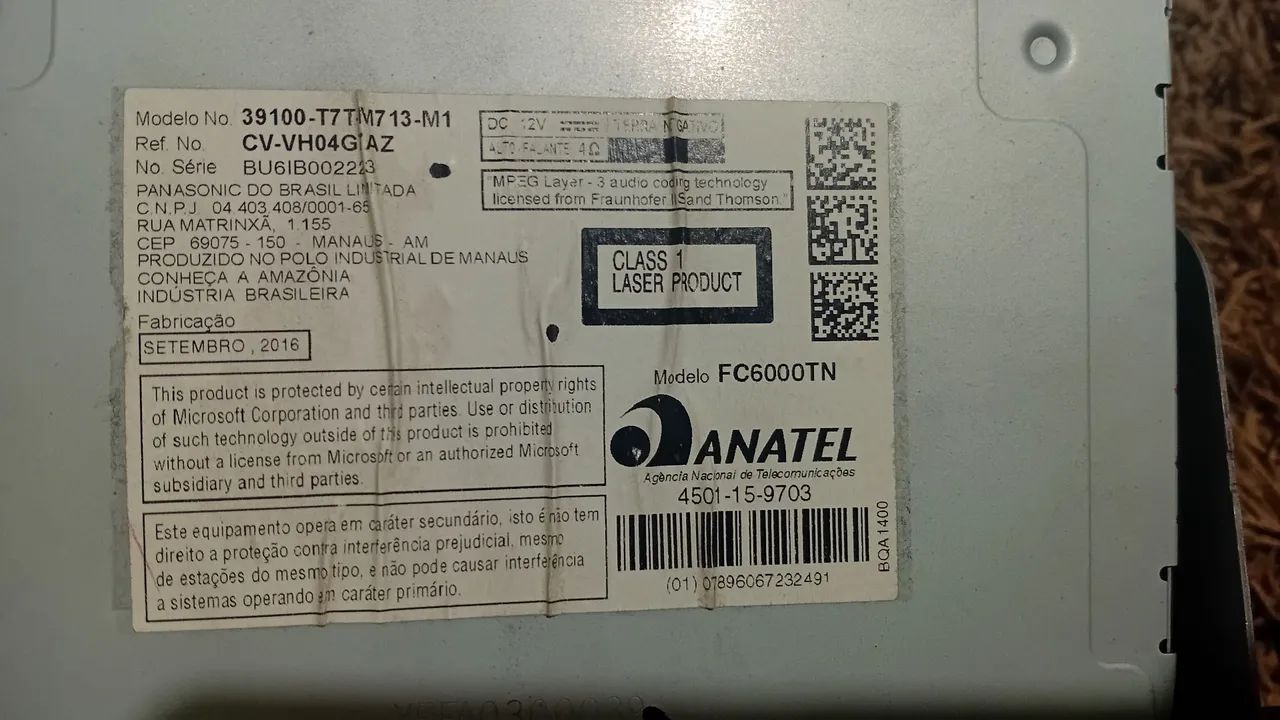 Modelo No. 39100-T7TM713-M1
Ref. No. CV-VH04G AZ
No. Série BU6IB002223
PANASONIC DO BRASIL LIMITADA
C.N.P.J. 04.403.408/0001-65
RUA MATRINXÃ, 1.155
CEP 69075-150 - MANAUS - AM
PRODUZIDO NO POLO INDUSTRIAL DE MANAUS
CONHEÇA A AMAZÔNIA
INDÚSTRIA BRASILEIRA
Fabricação
SETEMBRO, 2016
This product is protected by certain intellectual property rights
of Microsoft Corporation and third parties. Use or distribution
of such technology outside of this product is prohibited
without a license from Microsoft or an authorized Microsoft
subsidiary and third parties.
Este equipamento opera em caráter secundário, isto é não tem
direito a proteção contra interferência prejudicial, mesmo
de estações do mesmo tipo, e não pode causar interferência
a sistemas operando em caráter primário.
DC 12V TERRA NEGATIVO
AUTO-FALANTE 4Ω
"MPEG Layer - 3 audio coding technology
licensed from Fraunhofer IIS and Thomson."
CLASS 1
LASER PRODUCT
Modelo FC6000TN
ANATEL
Agência Nacional de Telecomunicações
4501-15-9703
(01) 07896067232491
BQA1400